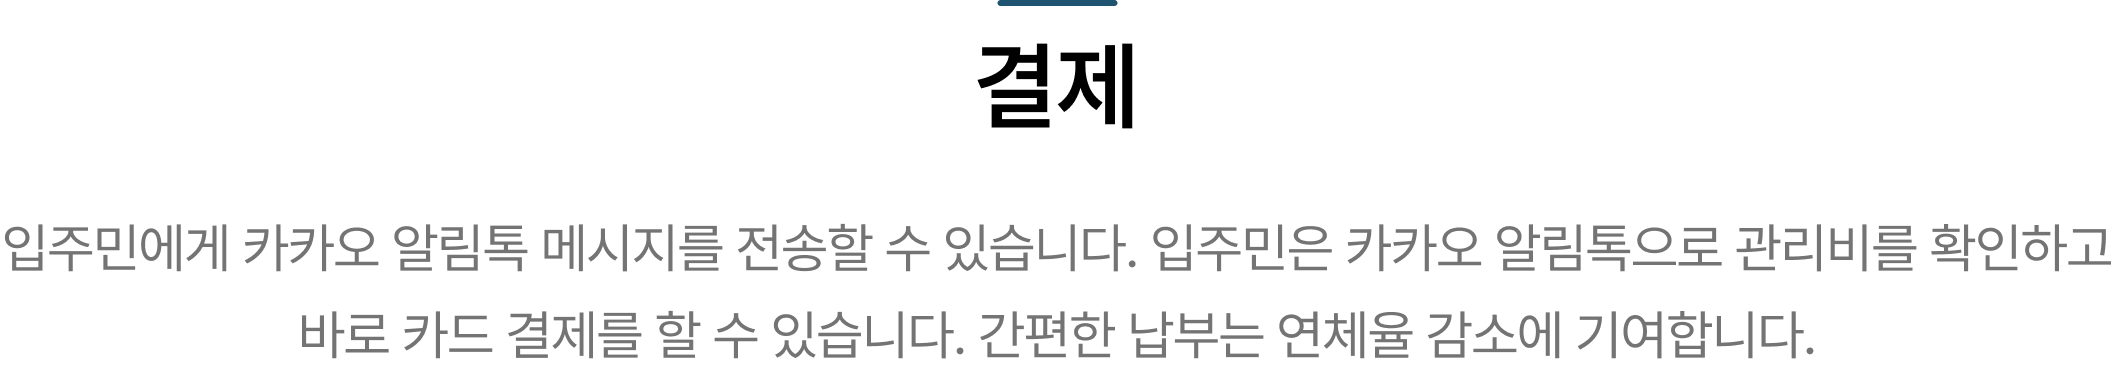 결제
입주민에게 카카오 알림톡 메시지를 전송할 수 있습니다. 입주민은 카카오 알림톡으로 관리비를 확인하고
바로 카드 결제를 할 수 있습니다. 간편한 납부는 연체율 감소에 기여합니다.